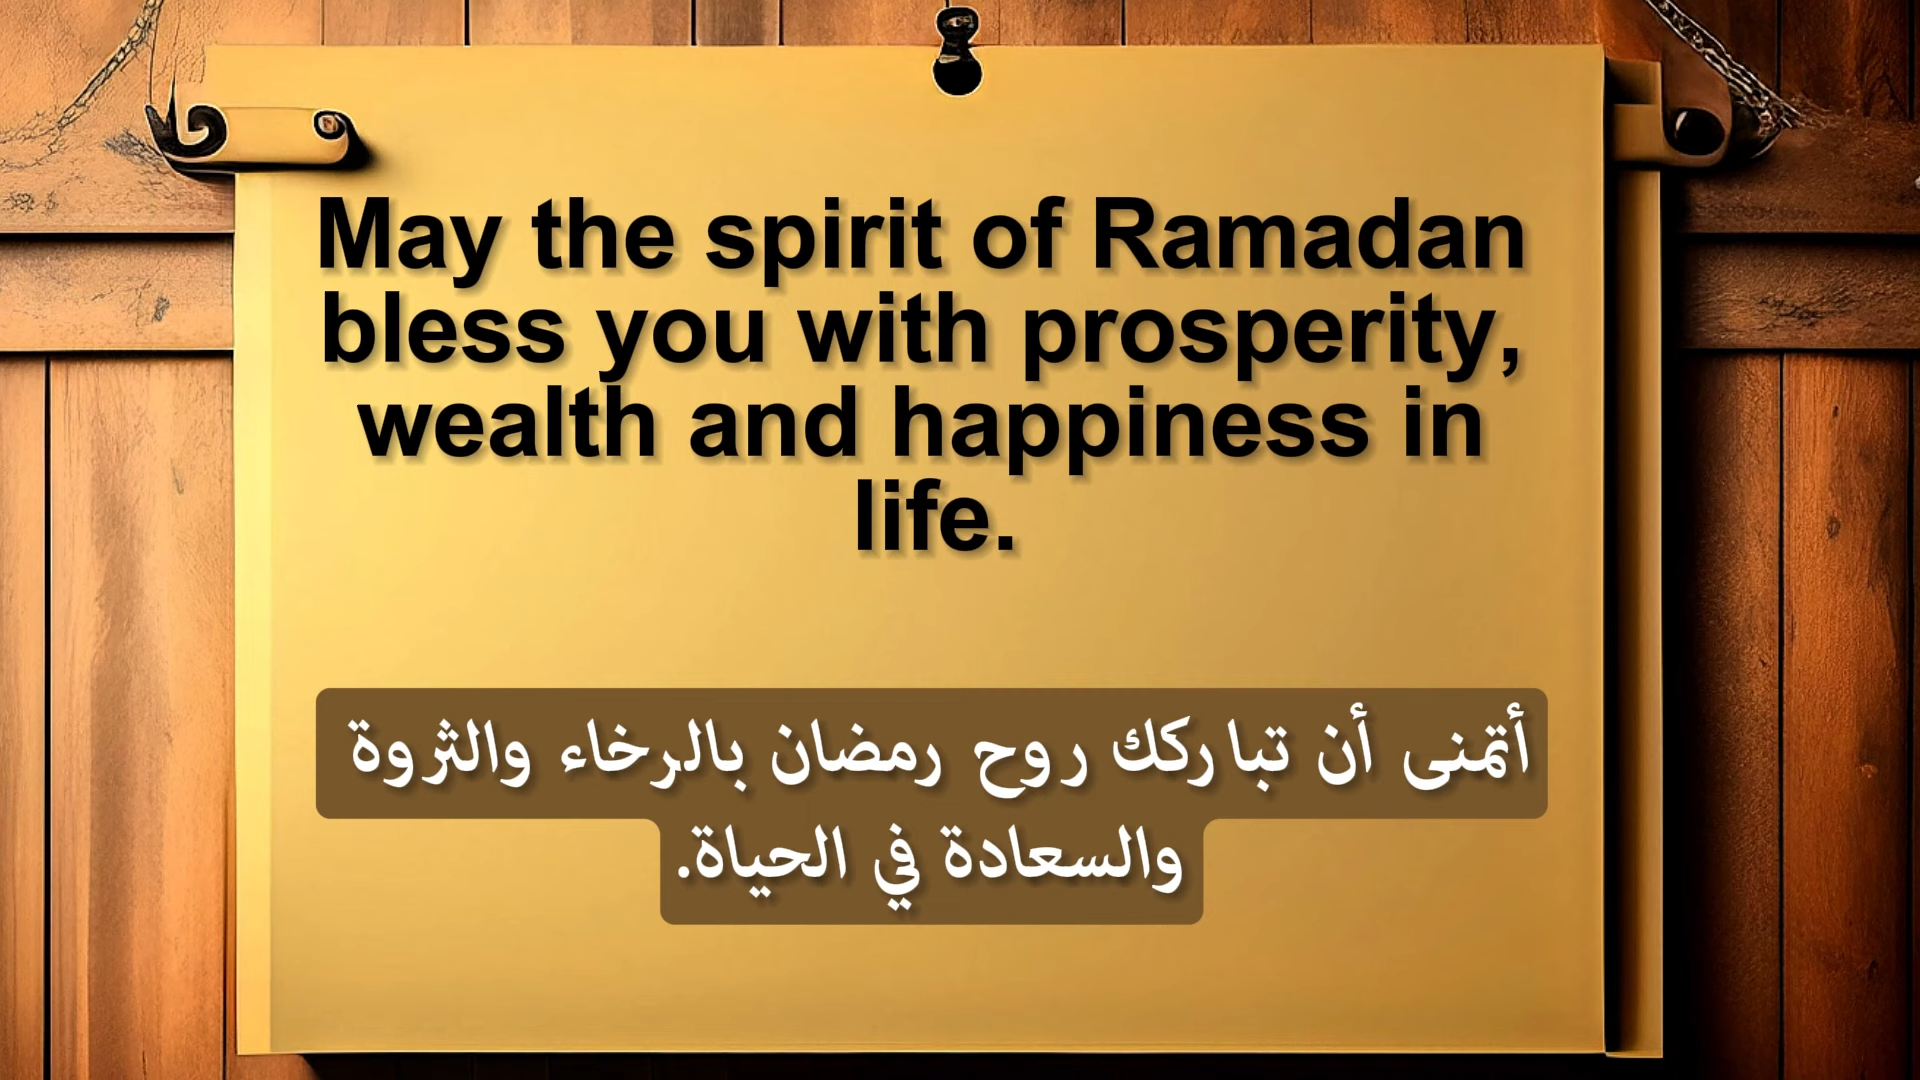 May the spirit of Ramadan
bless you with prosperity,
wealth and happiness in
life.
أتمنى أن تباركك روح رمضان بالرخاء والثروة
والسعادة في الحياة.